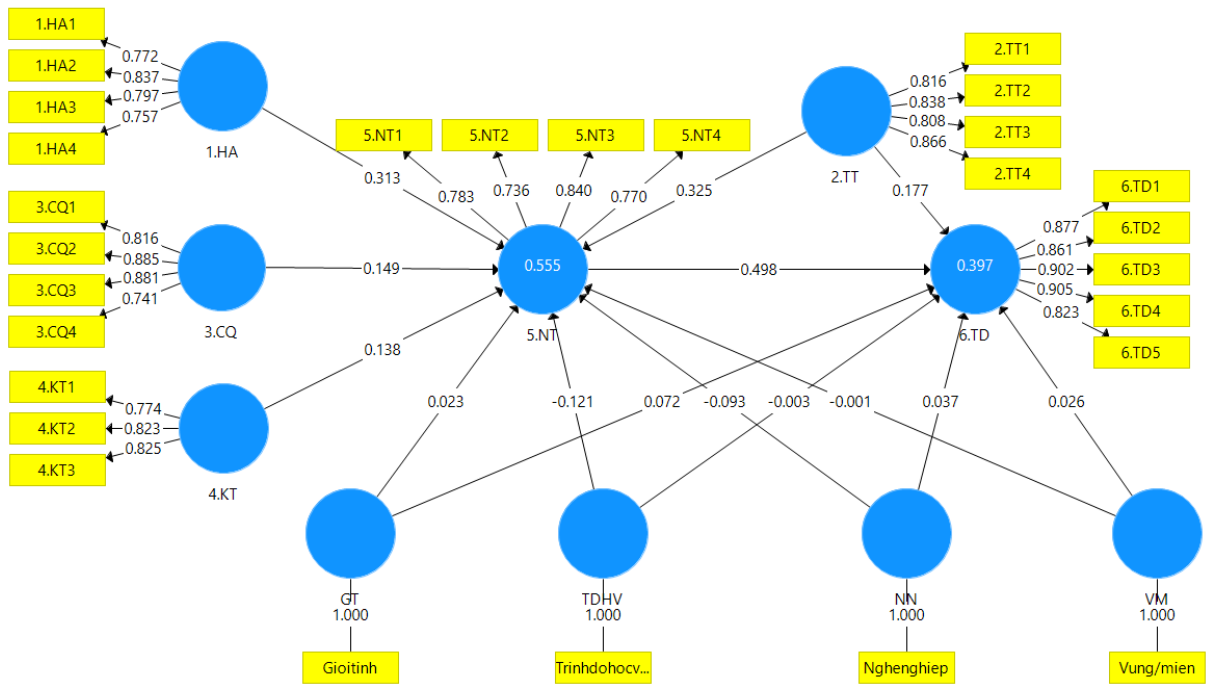 1.HA1
0.772
1.HA2
0.837
1.HA3
0.797
1.HA4
0.757
1.HA
0.313
3.CQ1
0.816
3.CQ2
0.885
3.CQ3
0.881
3.CQ4
0.741
3.CQ
0.149
4.KT1
0.774
4.KT2
0.823
4.KT3
0.825
4.KT
0.138
5.NT1
5.NT2
5.NT3
5.NT4
0.783
0.736
0.840
0.770
0.555
5.NT
0.325
0.498
2.TT1
0.816
2.TT2
0.838
2.TT3
0.808
2.TT4
0.866
2.TT
0.177
6.TD1
0.877
6.TD2
0.861
6.TD3
0.902
6.TD4
0.905
6.TD5
0.823
0.397
6.TD
0.023
-0.121
0.072
-0.003
-0.093
-0.001
0.037
0.026
GT
1.000
Gioitinh
TDHV
1.000
Trinhdohocv...
NN
1.000
Nghenghiep
VM
1.000
Vung/mien